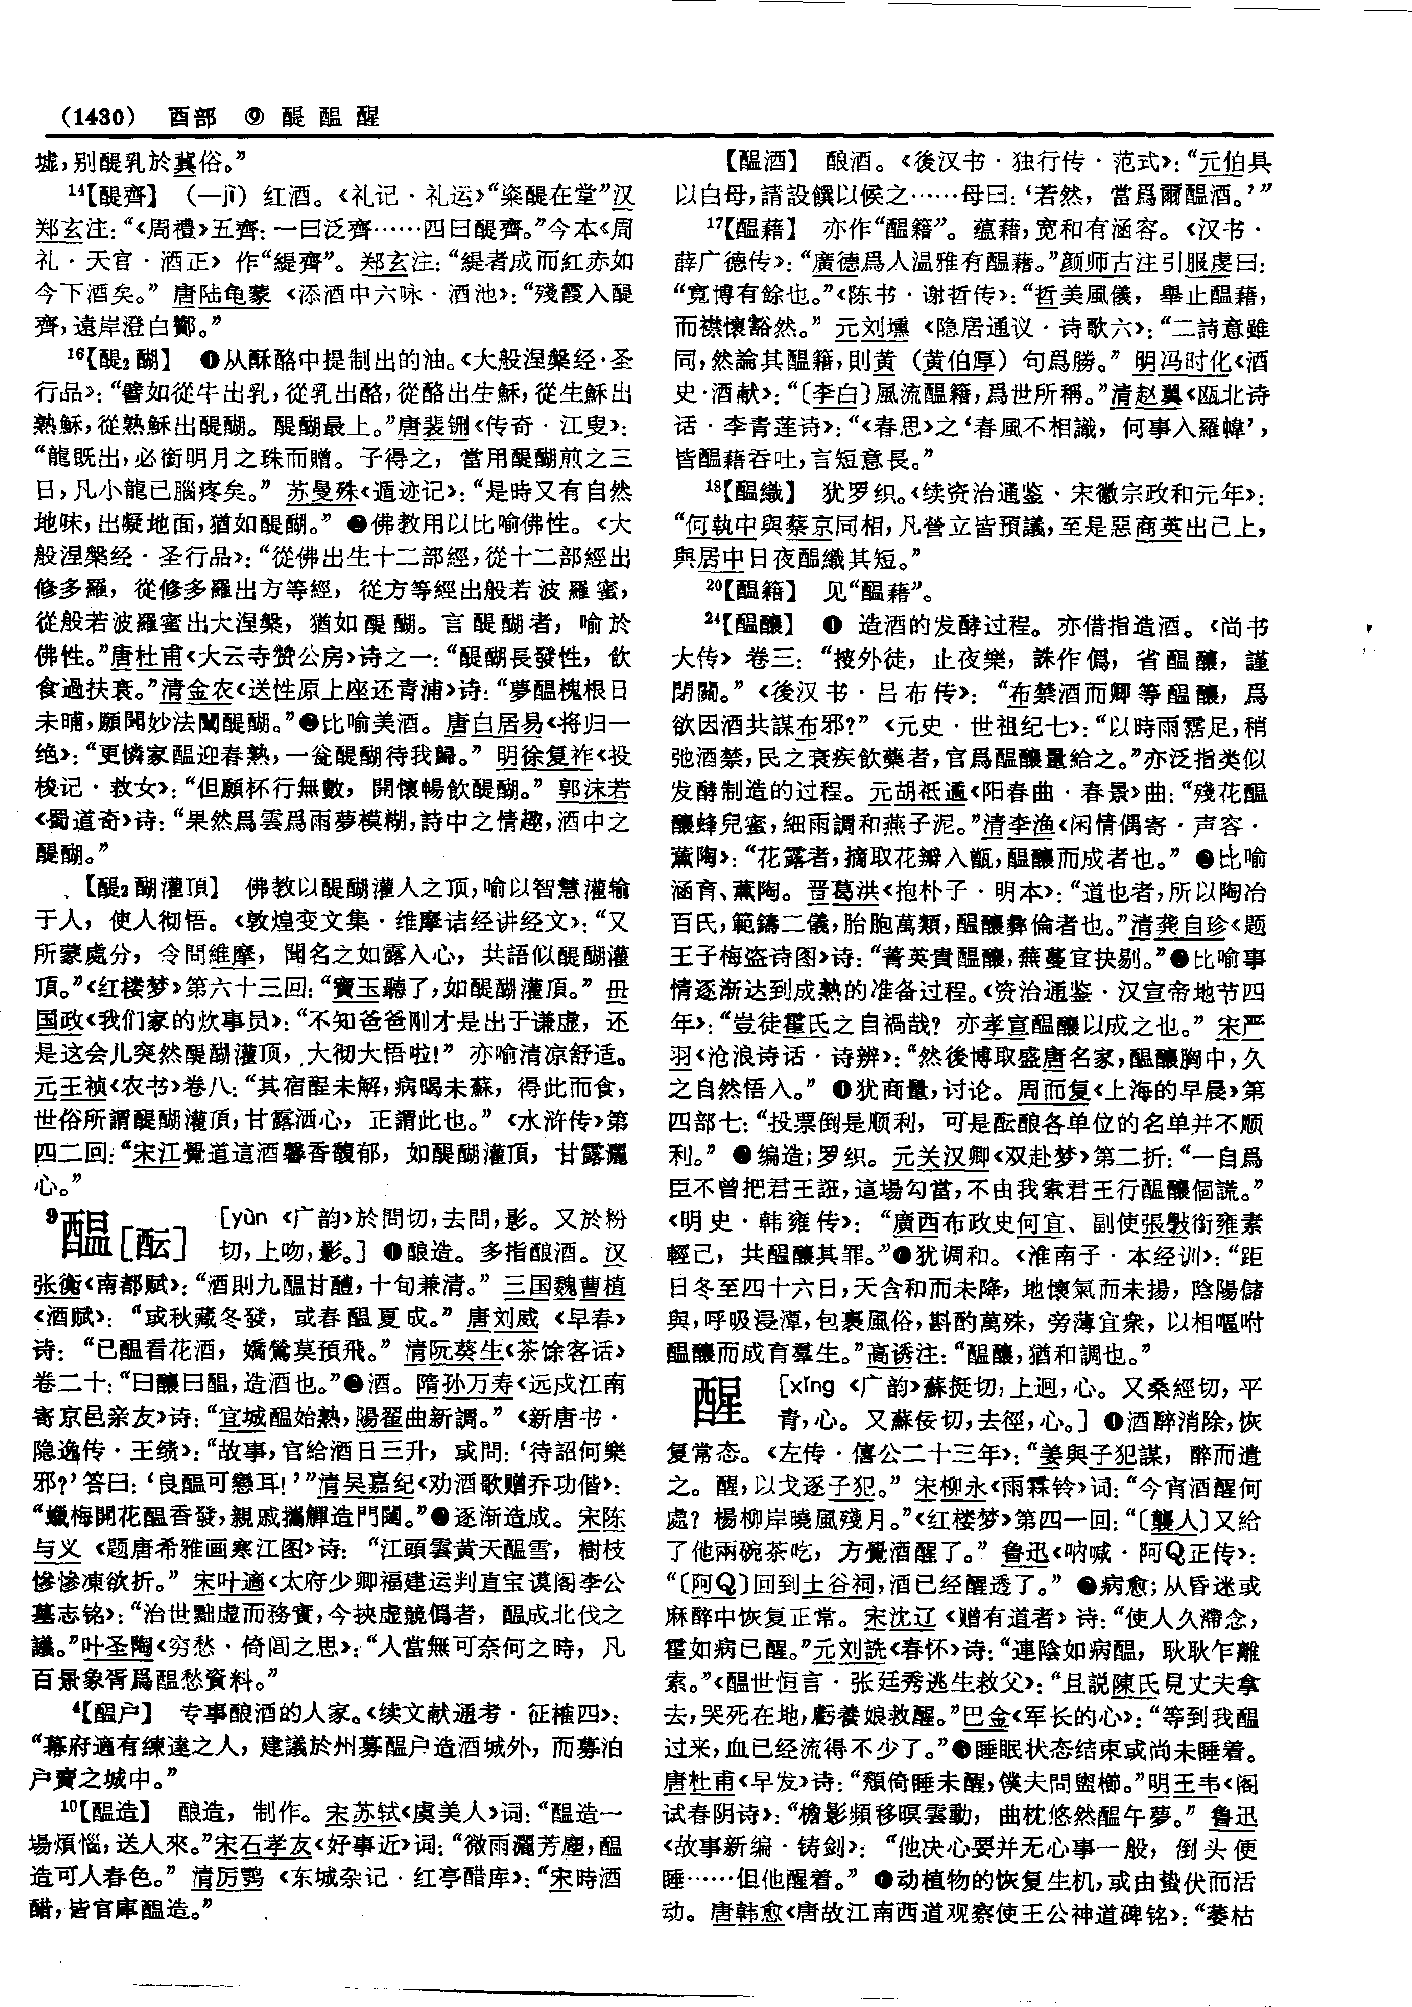 (1430) 酉部 ⑨ 醍 醖 醒
墟，别醍乳於冀俗。”
14【醍齊】 (—jì) 红酒。《礼记·礼运》“粢醍在堂”汉
郑玄注：“《周禮》五齊：一曰泛齊……四曰醍齊。”今本《周
礼·天官·酒正》作“緹齊”。郑玄注：“緹者成而紅赤如
今下酒矣。” 唐陆龟蒙《添酒中六咏·酒池》：“殘霞入醍
齊，遠岸澄白酇。”
16【醍₂醐】 ❶从酥酪中提制出的油。《大般涅槃经·圣
行品》：“譬如從牛出乳，從乳出酪，從酪出生穌，從生穌出
熟穌，從熟穌出醍醐。醍醐最上。”唐裴铏《传奇·江叟》：
“龍既出，必銜明月之珠而贈。子得之，當用醍醐煎之三
日，凡小龍已腦疼矣。” 苏曼殊《遁迹记》：“是時又有自然
地味，出凝地面，猶如醍醐。” ❷佛教用以比喻佛性。《大
般涅槃经·圣行品》：“從佛出生十二部經，從十二部經出
修多羅，從修多羅出方等經，從方等經出般若波羅蜜，
從般若波羅蜜出大涅槃，猶如醍醐。言醍醐者，喻於
佛性。”唐杜甫《大云寺赞公房》诗之一：“醍醐長發性，飲
食過扶衰。”清金农《送性原上座还青浦》诗：“夢醖槐根日
未晡，願聞妙法闡醍醐。”❸比喻美酒。唐白居易《将归一
绝》：“更憐家醖迎春熟，一瓮醍醐待我歸。” 明徐复祚《投
梭记·救女》：“但願杯行無數，開懷暢飲醍醐。” 郭沫若
《蜀道奇》诗：“果然爲雲爲雨夢模糊，詩中之情趣，酒中之
醍醐。”
【醍₂醐灌頂】 佛教以醍醐灌人之顶，喻以智慧灌输
于人，使人彻悟。《敦煌变文集·维摩诘经讲经文》：“又
所蒙處分，令問維摩，聞名之如露入心，共語似醍醐灌
頂。”《红楼梦》第六十三回：“寶玉聽了，如醍醐灌頂。” 毌
国政《我们家的炊事员》：“不知爸爸刚才是出于谦虚，还
是这会儿突然醍醐灌顶，大彻大悟啦！” 亦喻清凉舒适。
元王祯《农书》卷八：“其宿酲未解，病暍未蘇，得此而食，
世俗所謂醍醐灌頂，甘露洒心，正謂此也。” 《水浒传》第
四二回：“宋江覺道這酒馨香馥郁，如醍醐灌頂，甘露灑
心。”
9醖[酝] [yùn 《广韵》於問切，去問，影。又於粉
切，上吻，影。] ❶酿造。多指酿酒。汉
张衡《南都赋》：“酒則九醖甘醴，十旬兼清。” 三国魏曹植
《酒赋》：“或秋藏冬發，或春醖夏成。” 唐刘威《早春》
诗：“已醖看花酒，嬌鶯莫預飛。” 清阮葵生《茶馀客话》
卷二十：“曰釀曰醖，造酒也。”❷酒。隋孙万寿《远戍江南
寄京邑亲友》诗：“宜城醖始熟，陽翟曲新調。” 《新唐书·
隐逸传·王绩》：“故事，官給酒日三升，或問：‘待詔何樂
邪？’答曰：‘良醖可戀耳！’”清吴嘉纪《劝酒歌赠乔功偕》：
“蠟梅開花醖香發，親戚攜觶造門闥。”❸逐渐造成。宋陈
与义《题唐希雅画寒江图》诗：“江頭雲黄天醖雪，樹枝
慘慘凍欲折。” 宋叶適《太府少卿福建运判直宝谟阁李公
墓志铭》：“治世黜虚而務實，今挾虚競僞者，醖成北伐之
議。”叶圣陶《穷愁·倚闾之思》：“人當無可奈何之時，凡
百景象胥爲醖愁資料。”
4【醖户】 专事酿酒的人家。《续文献通考·征榷四》：
“幕府適有練達之人，建議於州募醖户造酒城外，而募泊
户賣之城中。”
10【醖造】 酿造，制作。宋苏轼《虞美人》词：“醖造一
場煩惱，送人來。”宋石孝友《好事近》词：“微雨灑芳塵，醖
造可人春色。” 清厉鹗《东城杂记·红亭醋库》：“宋時酒
醋，皆官庫醖造。”
【醖酒】 酿酒。《後汉书·独行传·范式》：“元伯具
以白母，請設饌以候之……母曰：‘若然，當爲爾醖酒。’”
17【醖藉】 亦作“醖籍”。蕴藉，宽和有涵容。《汉书·
薛广德传》：“廣德爲人温雅有醖藉。”颜师古注引服虔曰：
“寬博有餘也。”《陈书·谢哲传》：“哲美風儀，舉止醖藉，
而襟懷豁然。” 元刘壎《隐居通议·诗歌六》：“二詩意雖
同，然論其醖籍，則黄（黄伯厚）句爲勝。” 明冯时化《酒
史·酒献》：“〔李白〕風流醖籍，爲世所稱。”清赵翼《瓯北诗
话·李青莲诗》：“《春思》之‘春風不相識，何事入羅幃’，
皆醖藉吞吐，言短意長。”
18【醖織】 犹罗织。《续资治通鉴·宋徽宗政和元年》：
“何執中與蔡京同相，凡營立皆預議，至是惡商英出己上，
與居中日夜醖織其短。”
20【醖籍】 见“醖藉”。
24【醖釀】 ❶ 造酒的发酵过程。亦借指造酒。《尚书
大传》卷三：“搜外徒，止夜樂，誅作僞，省醖釀，謹
閉關。” 《後汉书·吕布传》：“布禁酒而卿等醖釀，爲
欲因酒共謀布邪？” 《元史·世祖纪七》：“以時雨霑足，稍
弛酒禁，民之衰疾飲藥者，官爲醖釀量給之。”亦泛指类似
发酵制造的过程。元胡祗遹《阳春曲·春景》曲：“殘花醖
釀蜂兒蜜，細雨調和燕子泥。”清李渔《闲情偶寄·声容·
薰陶》：“花露者，摘取花瓣入甑，醖釀而成者也。” ❷比喻
涵育、薰陶。晋葛洪《抱朴子·明本》：“道也者，所以陶冶
百氏，範鑄二儀，胎胞萬類，醖釀彝倫者也。”清龚自珍《题
王子梅盗诗图》诗：“菁英貴醖釀，蕪蔓宜抉剔。”❸比喻事
情逐渐达到成熟的准备过程。《资治通鉴·汉宣帝地节四
年》：“豈徒霍氏之自禍哉？亦孝宣醖釀以成之也。” 宋严
羽《沧浪诗话·诗辨》：“然後博取盛唐名家，醖釀胸中，久
之自然悟入。” ❹犹商量，讨论。周而复《上海的早晨》第
四部七：“投票倒是顺利，可是酝酿各单位的名单并不顺
利。” ❺编造；罗织。元关汉卿《双赴梦》第二折：“一自爲
臣不曾把君王誑，這場勾當，不由我索君王行醖釀個謊。”
《明史·韩雍传》：“廣西布政史何宜、副使張斅銜雍素
輕己，共醖釀其罪。”❻犹调和。《淮南子·本经训》：“距
日冬至四十六日，天含和而未降，地懷氣而未揚，陰陽儲
與，呼吸浸潭，包裹風俗，斟酌萬殊，旁薄宜衆，以相嘔咐
醖釀而成育羣生。”高诱注：“醖釀，猶和調也。”
醒 [xǐng 《广韵》蘇挺切，上迥，心。又桑經切，平
青，心。又蘇佞切，去徑，心。] ❶酒醉消除，恢
复常态。《左传·僖公二十三年》：“姜與子犯謀，醉而遣
之。醒，以戈逐子犯。” 宋柳永《雨霖铃》词：“今宵酒醒何
處？楊柳岸曉風殘月。”《红楼梦》第四一回：“〔襲人〕又給
了他兩碗茶吃，方覺酒醒了。” 鲁迅《呐喊·阿Q正传》：
“〔阿Q〕回到土谷祠，酒已经醒透了。” ❷病愈；从昏迷或
麻醉中恢复正常。宋沈辽《赠有道者》诗：“使人久滯念，
霍如病已醒。”元刘詵《春怀》诗：“連陰如病醖，耿耿乍離
索。”《醒世恒言·张廷秀逃生救父》：“且説陳氏見丈夫拿
去，哭死在地，虧養娘救醒。”巴金《军长的心》：“等到我醒
过来，血已经流得不少了。”❸睡眠状态结束或尚未睡着。
唐杜甫《早发》诗：“頹倚睡未醒，僕夫問盥櫛。”明王韦《阁
试春阴诗》：“檐影頻移暝雲動，曲枕悠然醒午夢。” 鲁迅
《故事新编·铸剑》：“他决心要并无心事一般，倒头便
睡……但他醒着。” ❹动植物的恢复生机，或由蛰伏而活
动。唐韩愈《唐故江南西道观察使王公神道碑铭》：“萎枯